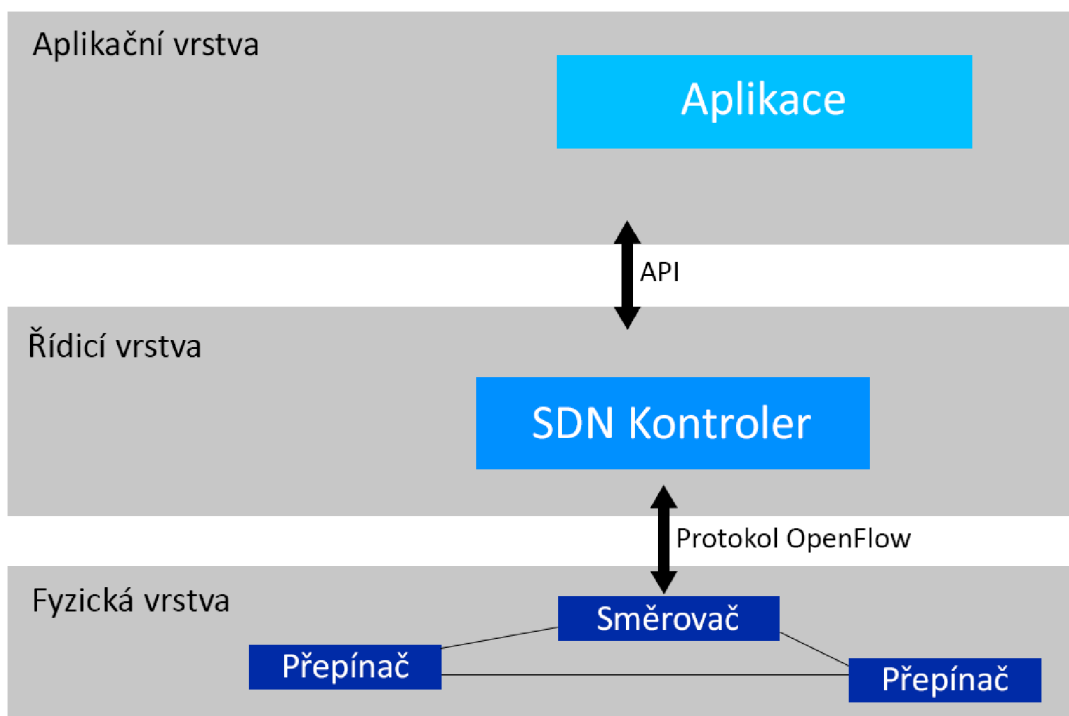 Aplikační vrstva
Aplikace
API
Řídicí vrstva
SDN Kontroler
Protokol OpenFlow
Fyzická vrstva
Směrovač
Přepínač
Přepínač